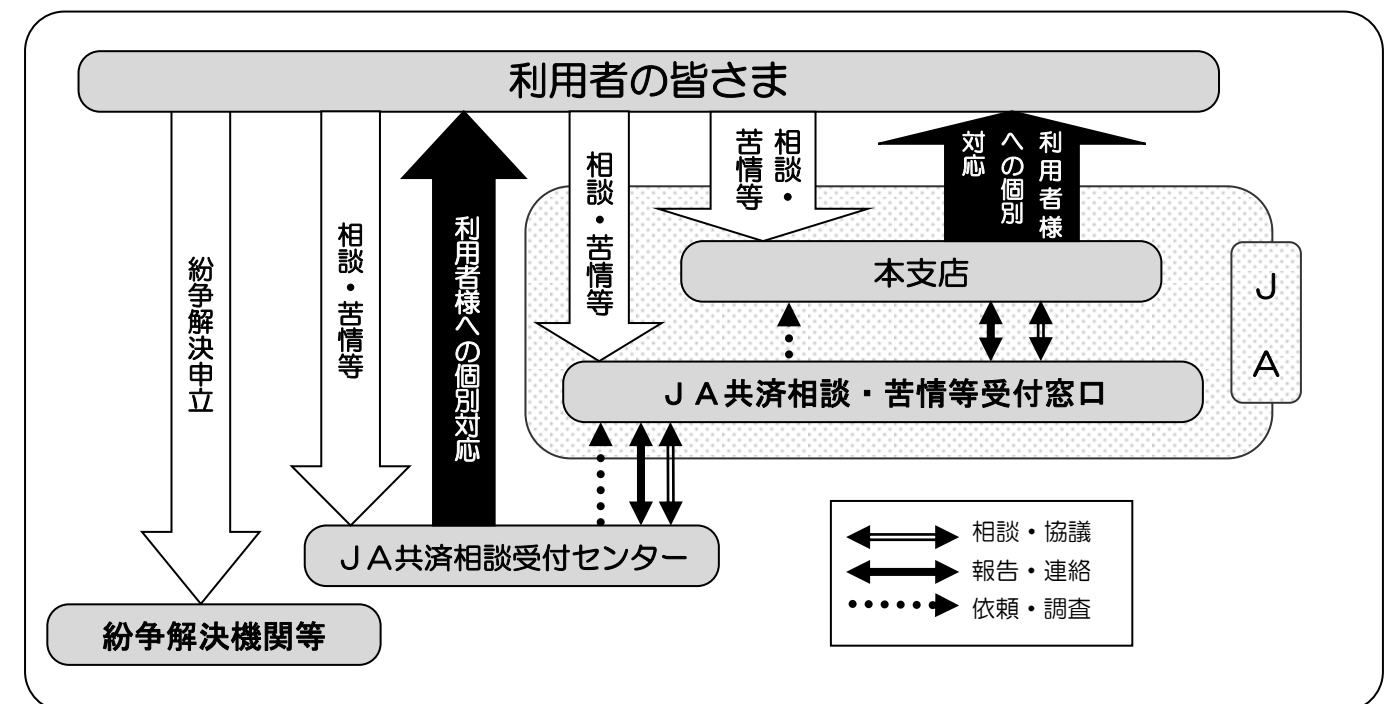 利用者の皆さま
紛争解決申立
相談・苦情等
利用者様への個別対応
相談・苦情等
相談・
苦情等
利用者様
への個別
対応
本支店
ＪＡ
ＪＡ共済相談・苦情等受付窓口
ＪＡ共済相談受付センター
紛争解決機関等
相談・協議
報告・連絡
依頼・調査